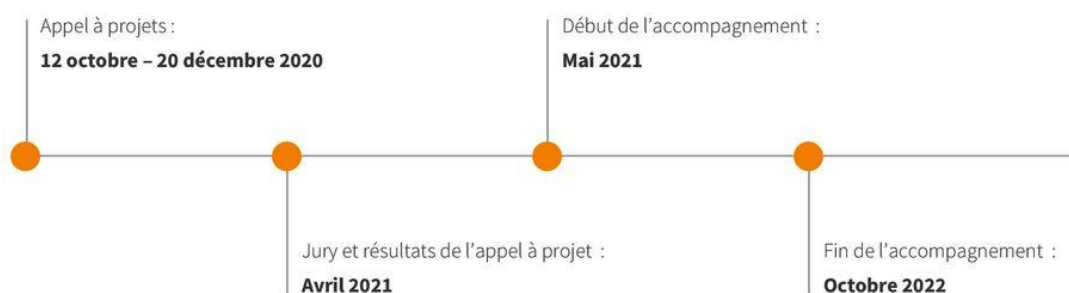 Appel à projets :
12 octobre – 20 décembre 2020
Début de l’accompagnement :
Mai 2021
Jury et résultats de l’appel à projet :
Avril 2021
Fin de l’accompagnement :
Octobre 2022